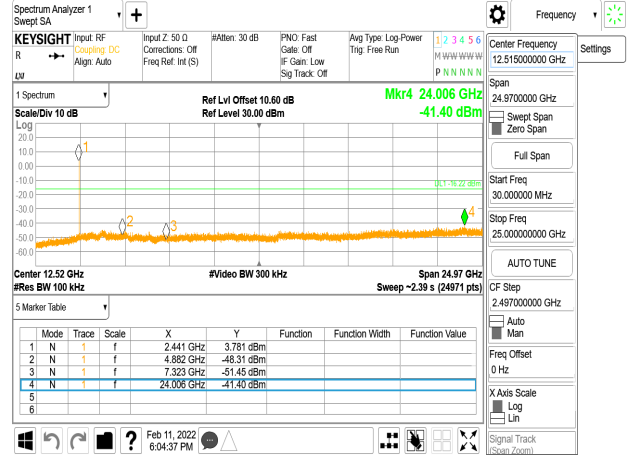 Spectrum Analyzer 1
Swept SA
Frequency
KEYSIGHT
R
Input: RF
Coupling: DC
Align: Auto
Input Z: 50 Ω
Corrections: Off
Freq Ref: Int (S)
#Atten: 30 dB
PNO: Fast
Gate: Off
IF Gain: Low
Sig Track: Off
Avg Type: Log-Power
Trig: Free Run
1 2 3 4 5 6
M W W W W W
P N N N N N
Center Frequency
12.515000000 GHz
Settings
Span
24.9700000 GHz
Swept Span
Zero Span
Full Span
Start Freq
30.000000 MHz
Stop Freq
25.000000000 GHz
AUTO TUNE
CF Step
2.497000000 GHz
Auto
Man
Freq Offset
0 Hz
X Axis Scale
Log
Lin
Signal Track
(Span Zoom)
1 Spectrum
Scale/Div 10 dB
Ref Lvl Offset 10.60 dB
Ref Level 30.00 dBm
Mkr4 24.006 GHz
-41.40 dBm
Log
20.0
10.0
0.00
-10.0
-20.0
-30.0
-40.0
-50.0
-60.0
1
2
3
4
DL1 -16.22 dBm
Center 12.52 GHz
#Video BW 300 kHz
Span 24.97 GHz
#Res BW 100 kHz
Sweep ~2.39 s (24971 pts)
5 Marker Table
Mode Trace Scale X Y Function Function Width Function Value
1 N 1 f 2.441 GHz 3.781 dBm
2 N 1 f 4.882 GHz -48.31 dBm
3 N 1 f 7.323 GHz -51.45 dBm
4 N 1 f 24.006 GHz -41.40 dBm
5
6
?
Feb 11, 2022
6:04:37 PM